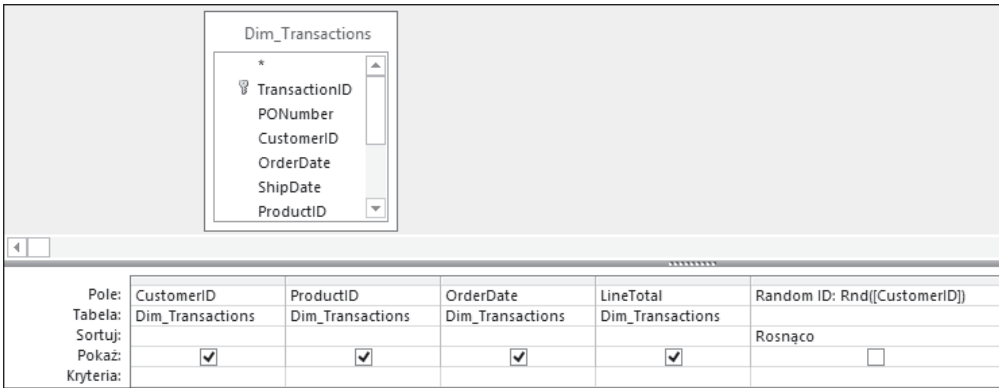 Dim_Transactions
*
TransactionID
PONumber
CustomerID
OrderDate
ShipDate
ProductID
Pole: CustomerID ProductID OrderDate LineTotal Random ID: Rnd([CustomerID])
Tabela: Dim_Transactions Dim_Transactions Dim_Transactions Dim_Transactions
Sortuj: Rosnąco
Pokaż:
Kryteria: